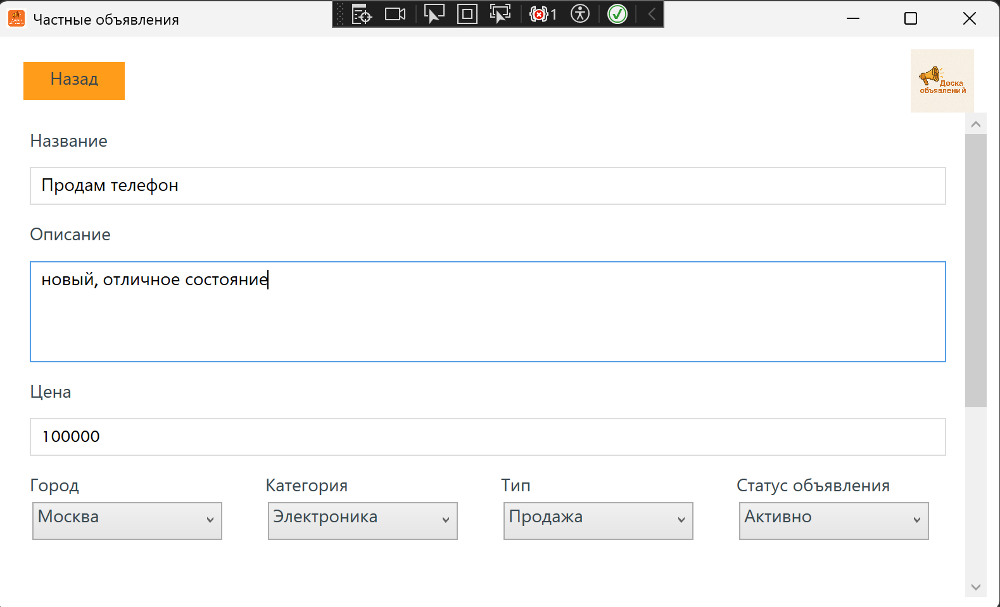 Частные объявления
1
Назад
Доска
объявлений
Название
Продам телефон
Описание
новый, отличное состояние
Цена
100000
Город
Категория
Тип
Статус объявления
Москва
Электроника
Продажа
Активно